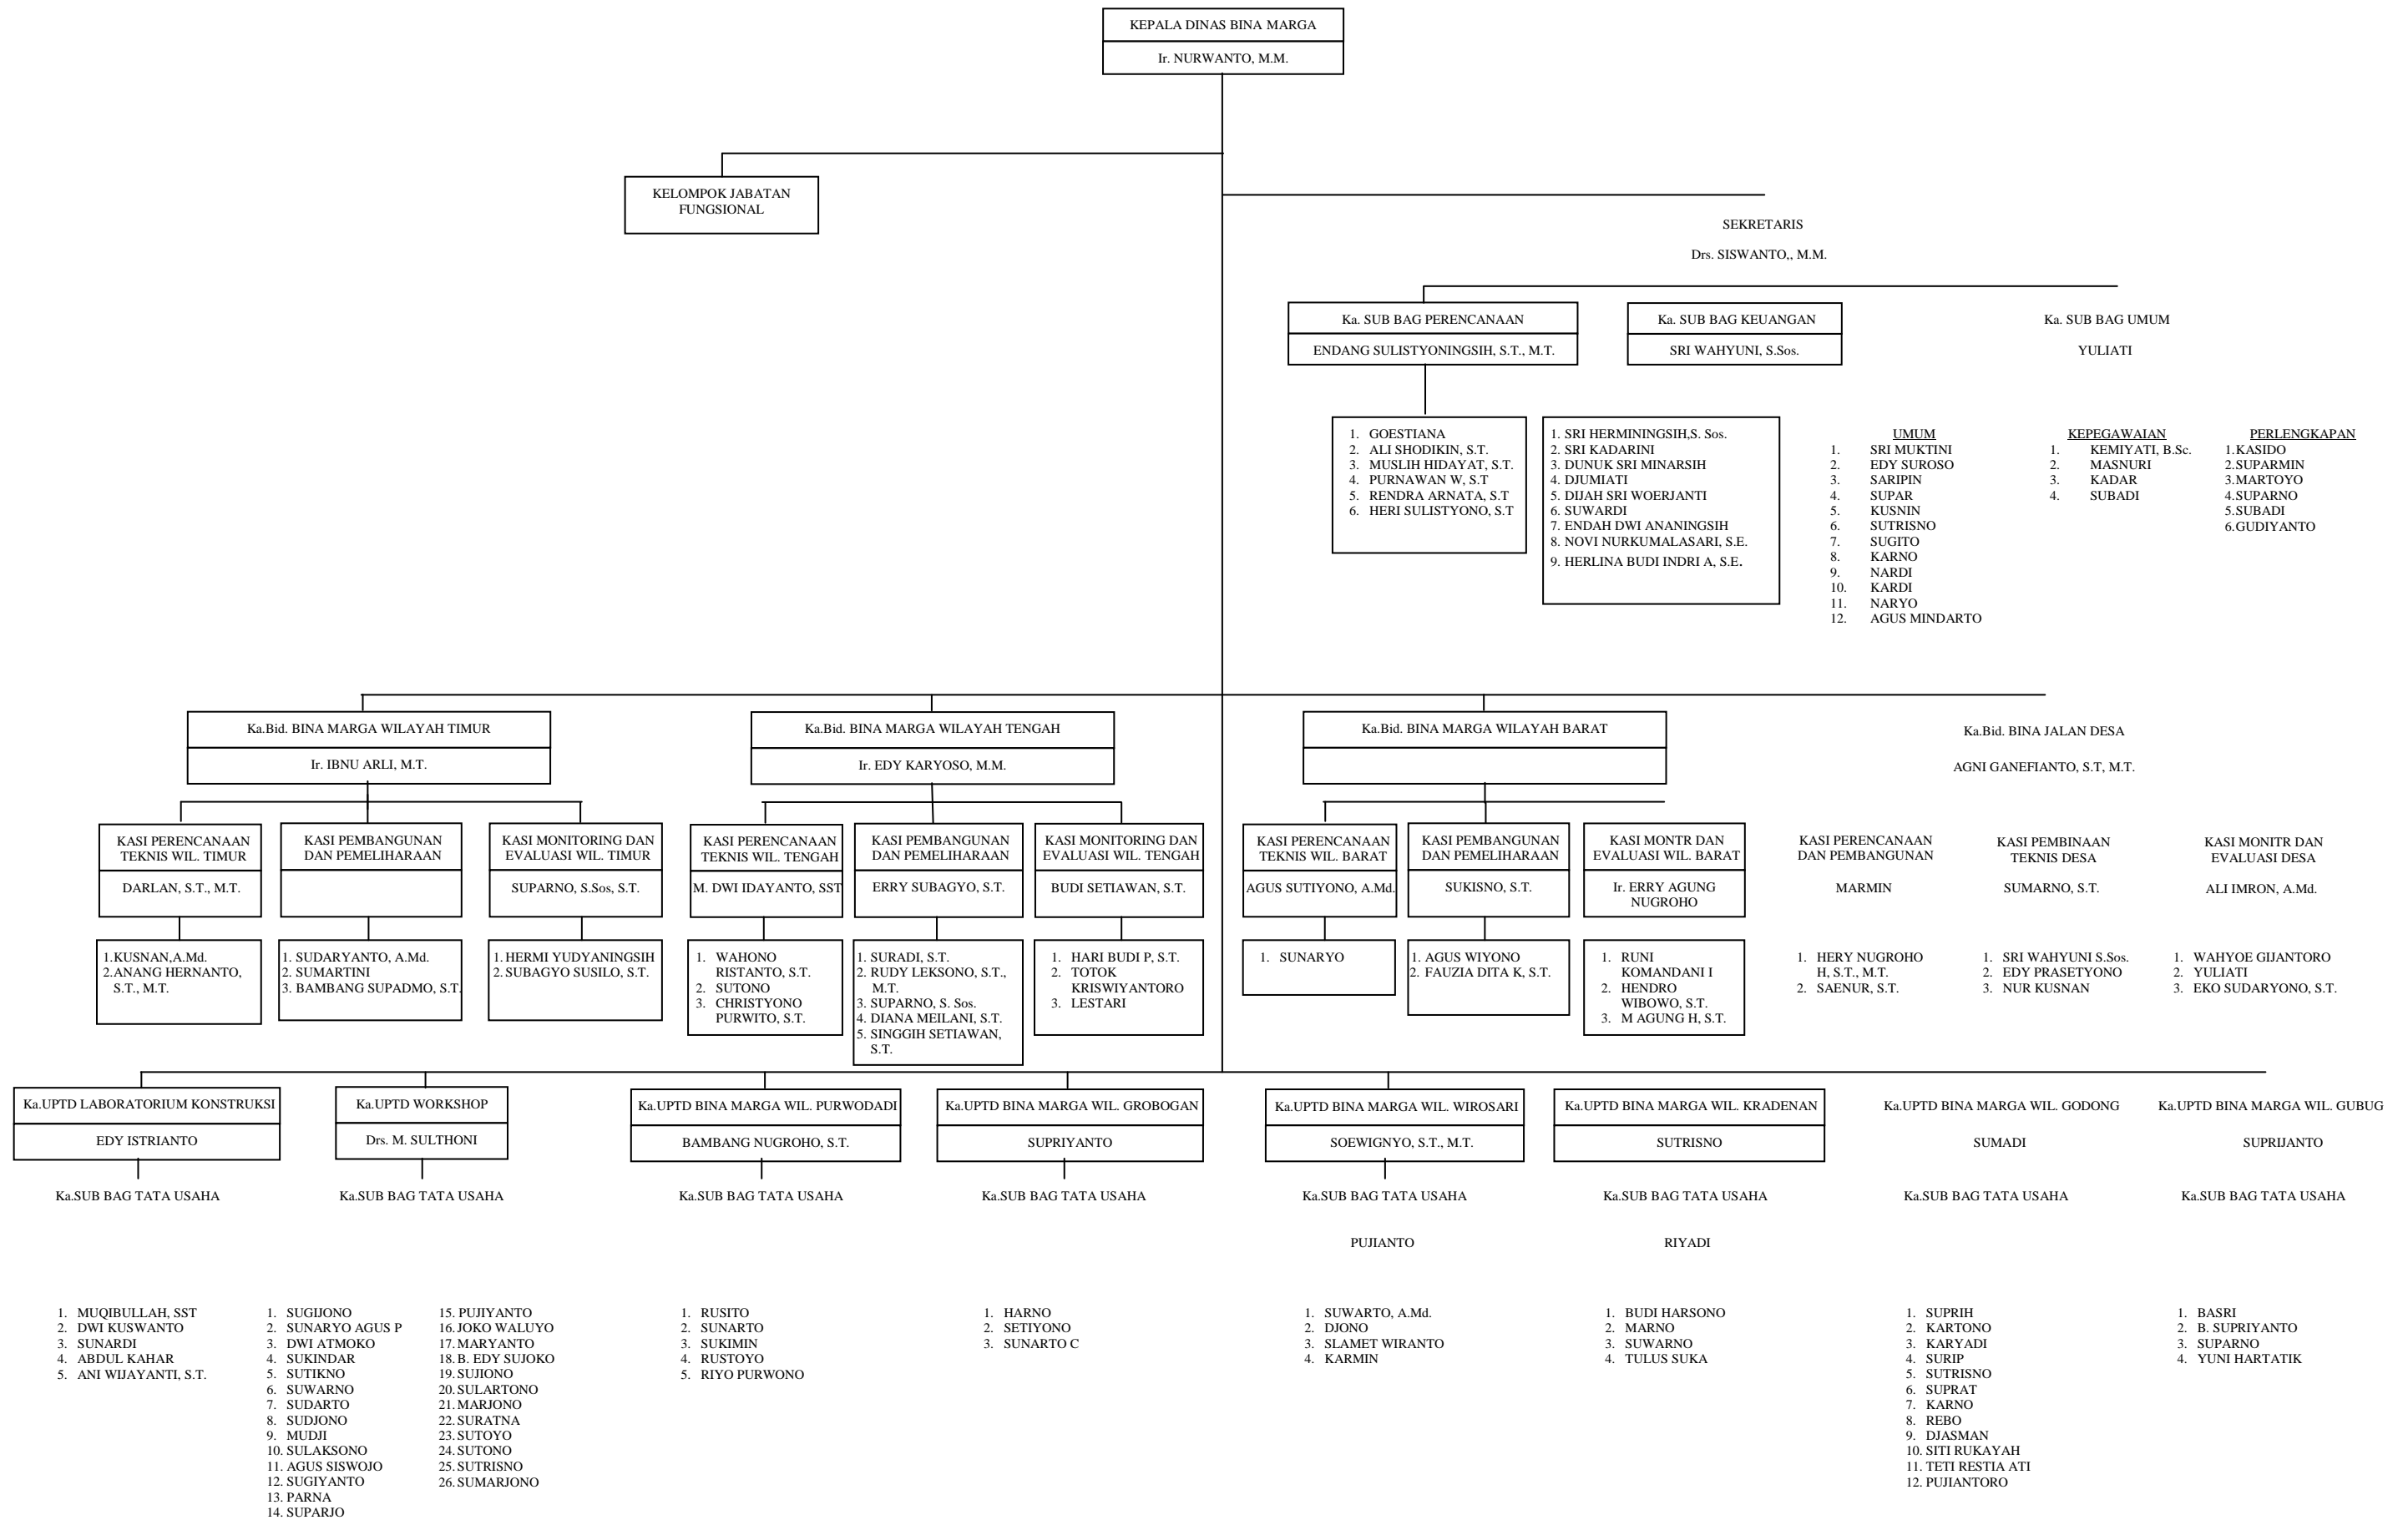 KEPALA DINAS BINA MARGA
Ir. NURWANTO, M.M.
KELOMPOK JABATAN
FUNGSIONAL
SEKRETARIS
Drs. SISWANTO,, M.M.
Ka. SUB BAG PERENCANAAN
ENDANG SULISTYONINGSIH, S.T., M.T.
Ka. SUB BAG KEUANGAN
SRI WAHYUNI, S.Sos.
Ka. SUB BAG UMUM
YULIATI
1. GOESTIANA
2. ALI SHODIKIN, S.T.
3. MUSLIH HIDAYAT, S.T.
4. PURNAWAN W, S.T
5. RENDRA ARNATA, S.T
6. HERI SULISTYONO, S.T
1. SRI HERMININGSIH,S. Sos.
2. SRI KADARINI
3. DUNUK SRI MINARSIH
4. DJUMIATI
5. DIJAH SRI WOERJANTI
6. SUWARDI
7. ENDAH DWI ANANINGSIH
8. NOVI NURKUMALASARI, S.E.
9. HERLINA BUDI INDRI A, S.E.
UMUM
1. SRI MUKTINI
2. EDY SUROSO
3. SARIPIN
4. SUPAR
5. KUSNIN
6. SUTRISNO
7. SUGITO
8. KARNO
9. NARDI
10. KARDI
11. NARYO
12. AGUS MINDARTO
KEPEGAWAIAN
1. KEMIYATI, B.Sc.
2. MASNURI
3. KADAR
4. SUBADI
PERLENGKAPAN
1.KASIDO
2.SUPARMIN
3.MARTOYO
4.SUPARNO
5.SUBADI
6.GUDIYANTO
Ka.Bid. BINA MARGA WILAYAH TIMUR
Ir. IBNU ARLI, M.T.
Ka.Bid. BINA MARGA WILAYAH TENGAH
Ir. EDY KARYOSO, M.M.
Ka.Bid. BINA MARGA WILAYAH BARAT
Ka.Bid. BINA JALAN DESA
AGNI GANEFIANTO, S.T, M.T.
KASI PERENCANAAN
TEKNIS WIL. TIMUR
DARLAN, S.T., M.T.
KASI PEMBANGUNAN
DAN PEMELIHARAAN
KASI MONITORING DAN
EVALUASI WIL. TIMUR
SUPARNO, S.Sos, S.T.
KASI PERENCANAAN
TEKNIS WIL. TENGAH
M. DWI IDAYANTO, SST
KASI PEMBANGUNAN
DAN PEMELIHARAAN
ERRY SUBAGYO, S.T.
KASI MONITORING DAN
EVALUASI WIL. TENGAH
BUDI SETIAWAN, S.T.
KASI PERENCANAAN
TEKNIS WIL. BARAT
AGUS SUTIYONO, A.Md.
KASI PEMBANGUNAN
DAN PEMELIHARAAN
SUKISNO, S.T.
KASI MONTR DAN
EVALUASI WIL. BARAT
Ir. ERRY AGUNG
NUGROHO
KASI PERENCANAAN
DAN PEMBANGUNAN
MARMIN
KASI PEMBINAAN
TEKNIS DESA
SUMARNO, S.T.
KASI MONITR DAN
EVALUASI DESA
ALI IMRON, A.Md.
1.KUSNAN,A.Md.
2.ANANG HERNANTO,
S.T., M.T.
1. SUDARYANTO, A.Md.
2. SUMARTINI
3. BAMBANG SUPADMO, S.T.
1.HERMI YUDYANINGSIH
2.SUBAGYO SUSILO, S.T.
1. WAHONO
RISTANTO, S.T.
2. SUTONO
3. CHRISTYONO
PURWITO, S.T.
1. SURADI, S.T.
2. RUDY LEKSONO, S.T.,
M.T.
3. SUPARNO, S. Sos.
4. DIANA MEILANI, S.T.
5. SINGGIH SETIAWAN,
S.T.
1. HARI BUDI P, S.T.
2. TOTOK
KRISWIYANTORO
3. LESTARI
1. SUNARYO
1. AGUS WIYONO
2. FAUZIA DITA K, S.T.
1. RUNI
KOMANDANI I
2. HENDRO
WIBOWO, S.T.
3. M AGUNG H, S.T.
1. HERY NUGROHO
H, S.T., M.T.
2. SAENUR, S.T.
1. SRI WAHYUNI S.Sos.
2. EDY PRASETYONO
3. NUR KUSNAN
1. WAHYOE GIJANTORO
2. YULIATI
3. EKO SUDARYONO, S.T.
Ka.UPTD LABORATORIUM KONSTRUKSI
EDY ISTRIANTO
Ka.UPTD WORKSHOP
Drs. M. SULTHONI
Ka.UPTD BINA MARGA WIL. PURWODADI
BAMBANG NUGROHO, S.T.
Ka.UPTD BINA MARGA WIL. GROBOGAN
SUPRIYANTO
Ka.UPTD BINA MARGA WIL. WIROSARI
SOEWIGNYO, S.T., M.T.
Ka.UPTD BINA MARGA WIL. KRADENAN
SUTRISNO
Ka.UPTD BINA MARGA WIL. GODONG
SUMADI
Ka.UPTD BINA MARGA WIL. GUBUG
SUPRIJANTO
Ka.SUB BAG TATA USAHA
Ka.SUB BAG TATA USAHA
Ka.SUB BAG TATA USAHA
Ka.SUB BAG TATA USAHA
Ka.SUB BAG TATA USAHA
PUJIANTO
Ka.SUB BAG TATA USAHA
RIYADI
Ka.SUB BAG TATA USAHA
Ka.SUB BAG TATA USAHA
1. MUQIBULLAH, SST
2. DWI KUSWANTO
3. SUNARDI
4. ABDUL KAHAR
5. ANI WIJAYANTI, S.T.
1. SUGIJONO
2. SUNARYO AGUS P
3. DWI ATMOKO
4. SUKINDAR
5. SUTIKNO
6. SUWARNO
7. SUDARTO
8. SUDJONO
9. MUDJI
10. SULAKSONO
11. AGUS SISWOJO
12. SUGIYANTO
13. PARNA
14. SUPARJO
15. PUJIYANTO
16. JOKO WALUYO
17. MARYANTO
18. B. EDY SUJOKO
19. SUJIONO
20. SULARTONO
21. MARJONO
22. SURATNA
23. SUTOYO
24. SUTONO
25. SUTRISNO
26. SUMARJONO
1. RUSITO
2. SUNARTO
3. SUKIMIN
4. RUSTOYO
5. RIYO PURWONO
1. HARNO
2. SETIYONO
3. SUNARTO C
1. SUWARTO, A.Md.
2. DJONO
3. SLAMET WIRANTO
4. KARMIN
1. BUDI HARSONO
2. MARNO
3. SUWARNO
4. TULUS SUKA
1. SUPRIH
2. KARTONO
3. KARYADI
4. SURIP
5. SUTRISNO
6. SUPRAT
7. KARNO
8. REBO
9. DJASMAN
10. SITI RUKAYAH
11. TETI RESTIA ATI
12. PUJIANTORO
1. BASRI
2. B. SUPRIYANTO
3. SUPARNO
4. YUNI HARTATIK